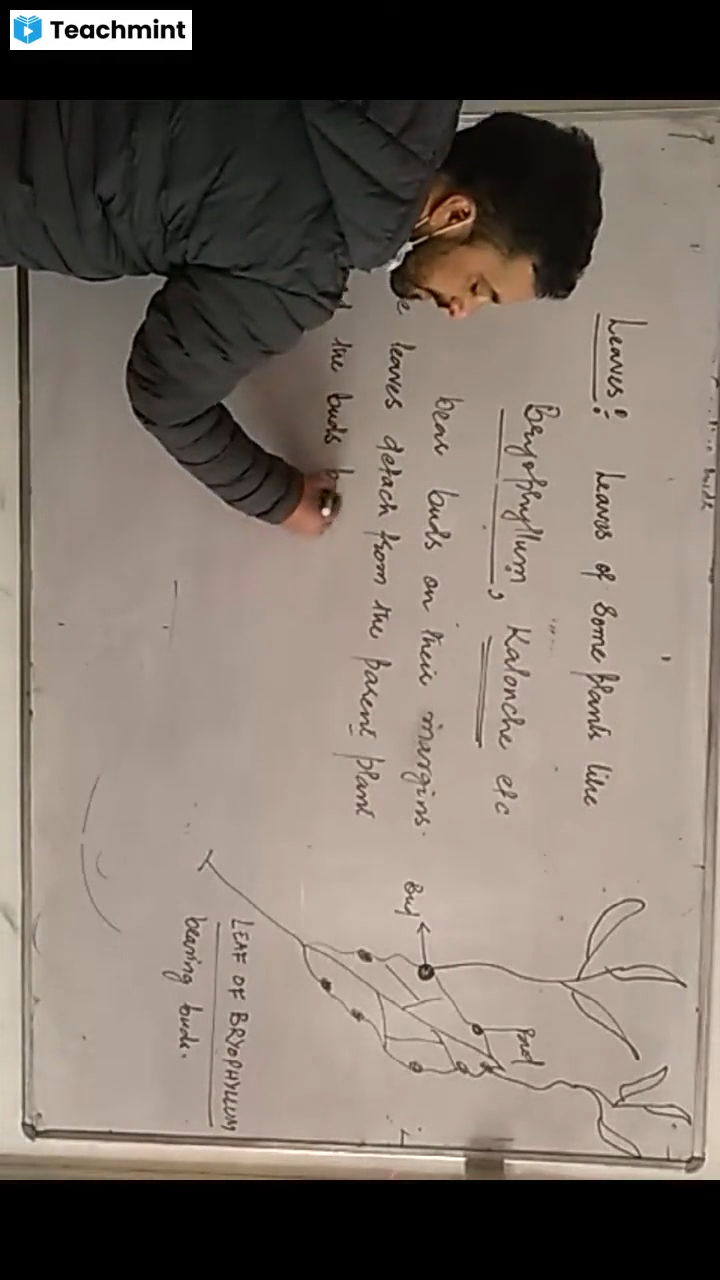 Teachmint
Leaves: Leaves of Some plants like
Bryophyllum, Kalonche etc
bear buds on their margins.
leaves detach from the parent plant
the buds
Bud
Bud
LEAF OF BRYOPHYLLUM
bearing buds.